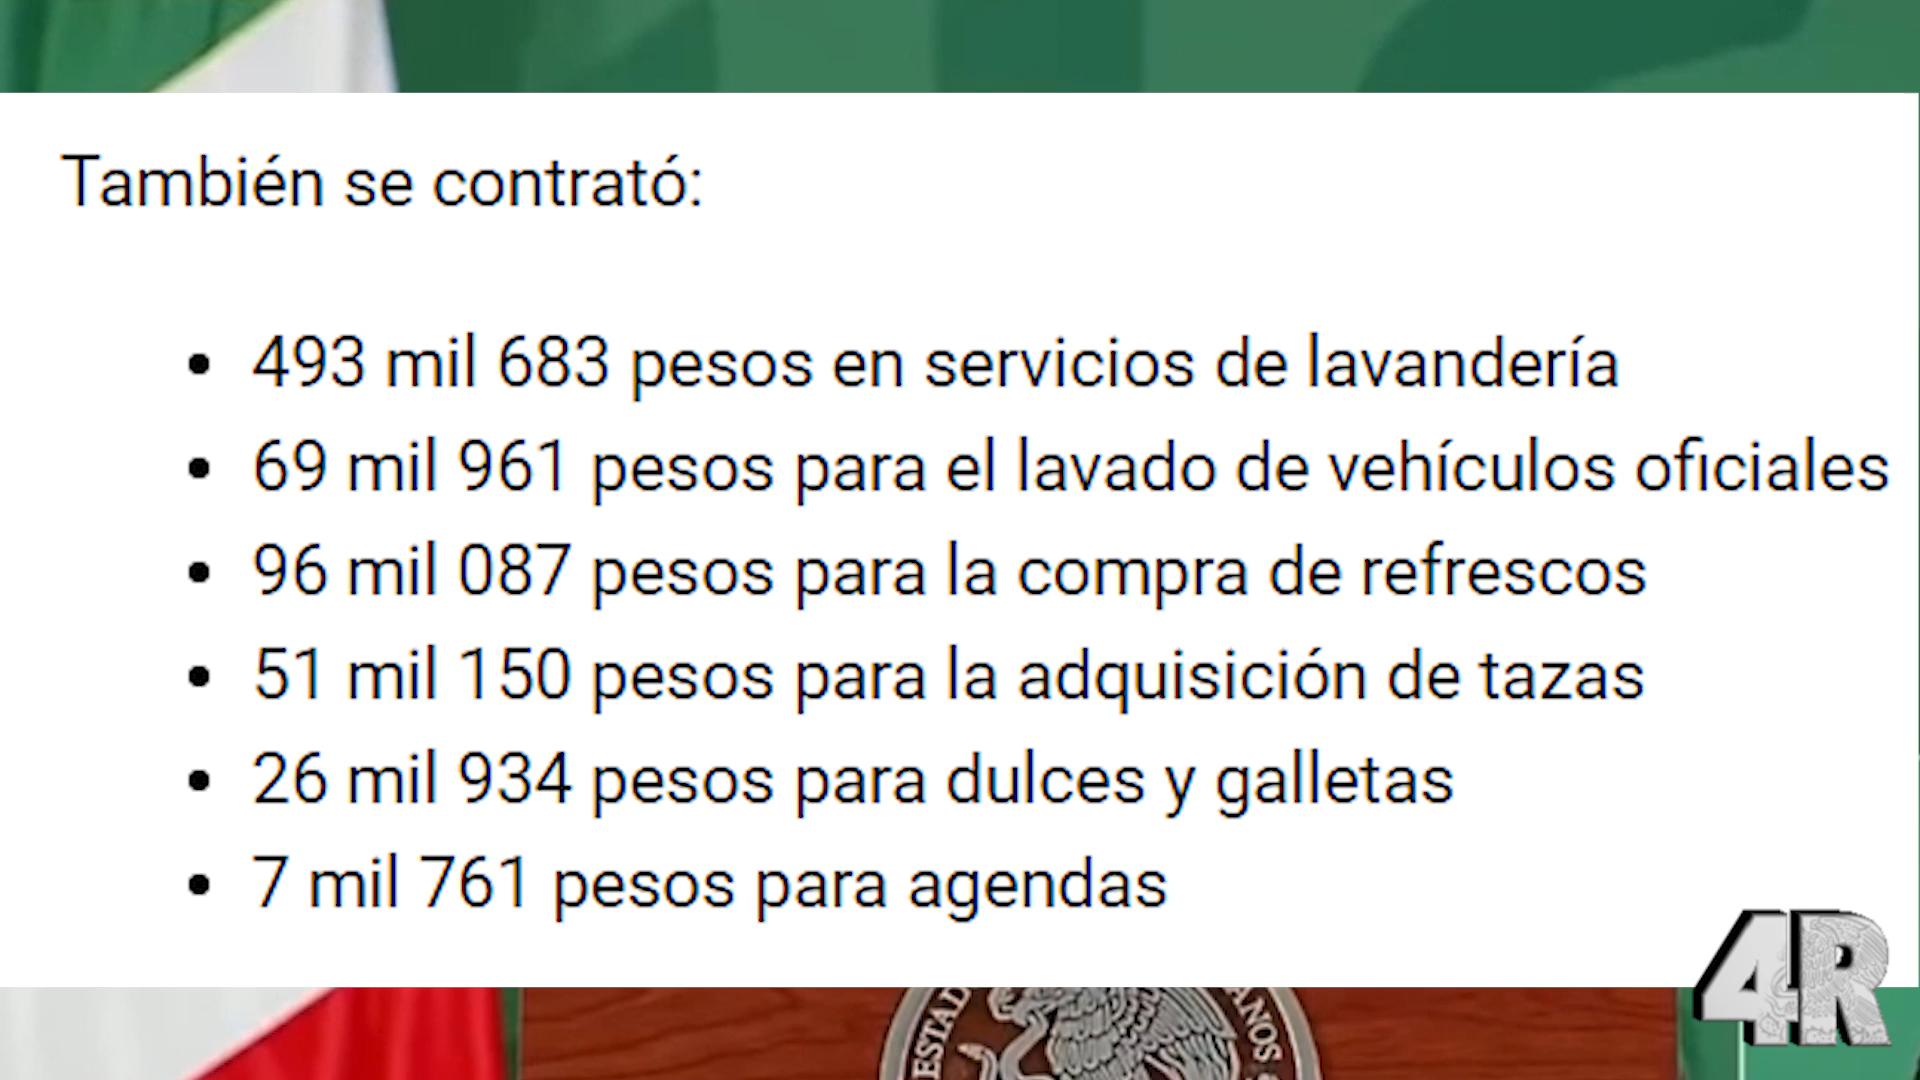 También se contrató:
• 493 mil 683 pesos en servicios de lavandería
• 69 mil 961 pesos para el lavado de vehículos oficiales
• 96 mil 087 pesos para la compra de refrescos
• 51 mil 150 pesos para la adquisición de tazas
• 26 mil 934 pesos para dulces y galletas
• 7 mil 761 pesos para agendas
4R
ESTAD
ANOS